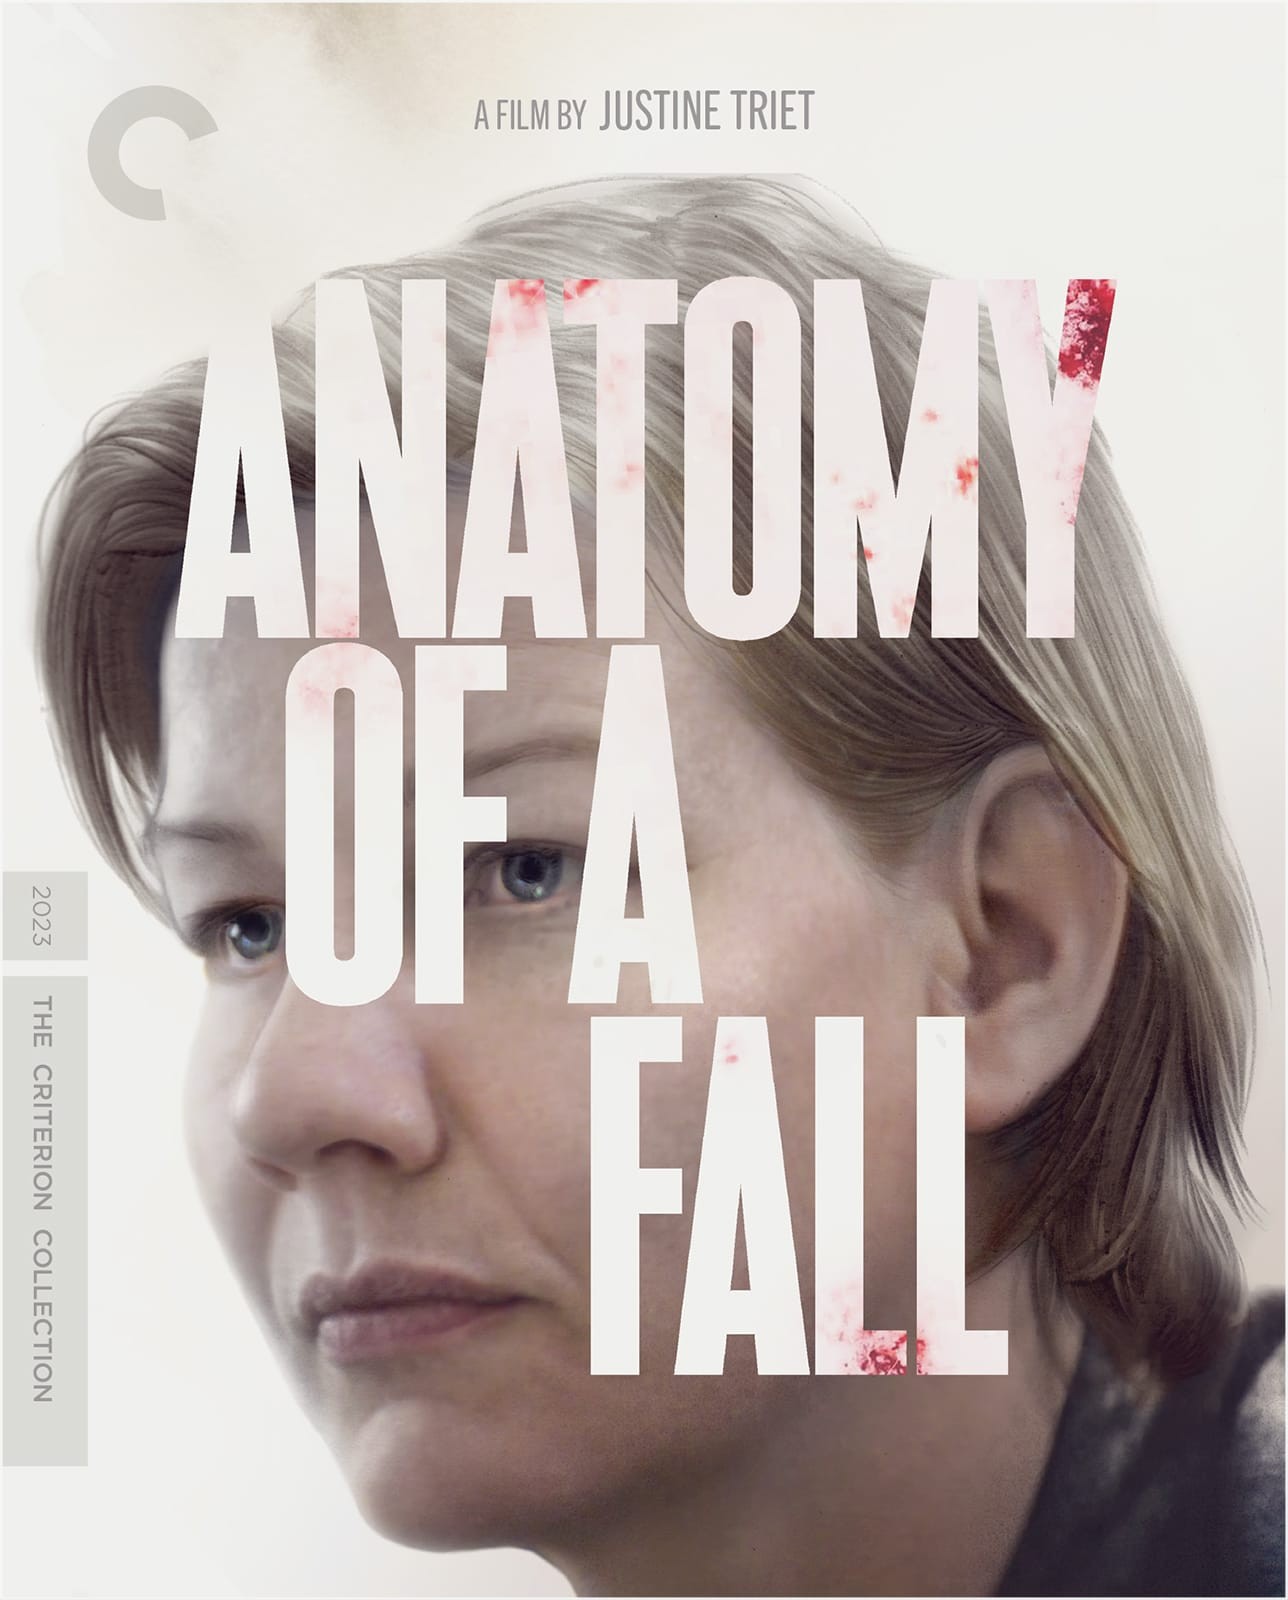 A FILM BY JUSTINE TRIET
ANATOMY
OF A
FALL
2023
THE CRITERION COLLECTION